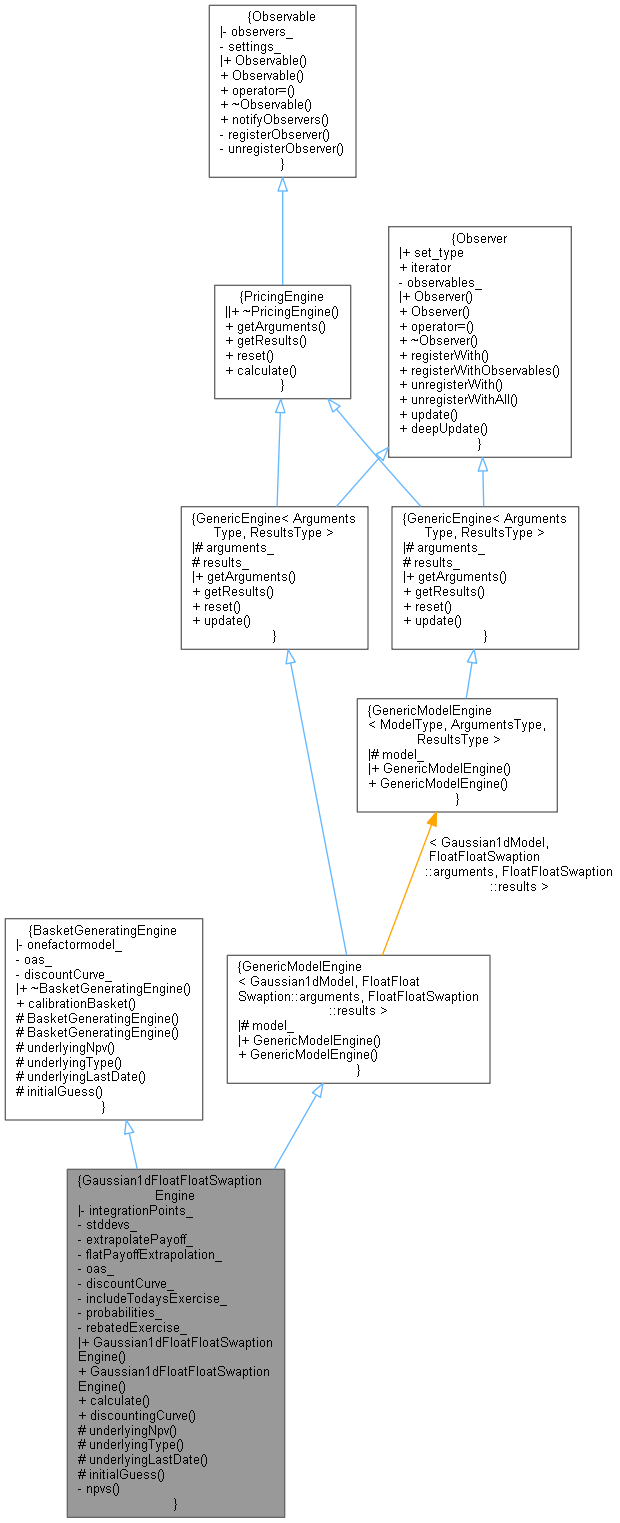 {Observable
|- observers_
- settings_
|+ Observable()
+ Observable()
+ operator=()
+ ~Observable()
+ notifyObservers()
- registerObserver()
- unregisterObserver()
}
{Observer
|+ set_type
+ iterator
- observables_
|+ Observer()
+ Observer()
+ operator=()
+ ~Observer()
+ registerWith()
+ registerWithObservables()
+ unregisterWith()
+ unregisterWithAll()
+ update()
+ deepUpdate()
}
{PricingEngine
||+ ~PricingEngine()
+ getArguments()
+ getResults()
+ reset()
+ calculate()
}
{GenericEngine< Arguments
Type, ResultsType >
|# arguments_
# results_
|+ getArguments()
+ getResults()
+ reset()
+ update()
}
{GenericEngine< Arguments
Type, ResultsType >
|# arguments_
# results_
|+ getArguments()
+ getResults()
+ reset()
+ update()
}
{GenericModelEngine
< ModelType, ArgumentsType,
ResultsType >
|# model_
|+ GenericModelEngine()
+ GenericModelEngine()
}
< Gaussian1dModel,
FloatFloatSwaption
::arguments, FloatFloatSwaption
::results >
{BasketGeneratingEngine
|- onefactormodel_
- oas_
- discountCurve_
|+ ~BasketGeneratingEngine()
+ calibrationBasket()
# BasketGeneratingEngine()
# BasketGeneratingEngine()
# underlyingNpv()
# underlyingType()
# underlyingLastDate()
# initialGuess()
}
{GenericModelEngine
< Gaussian1dModel, FloatFloat
Swaption::arguments, FloatFloatSwaption
::results >
|# model_
|+ GenericModelEngine()
+ GenericModelEngine()
}
{Gaussian1dFloatFloatSwaption
Engine
|- integrationPoints_
- stddevs_
- extrapolatePayoff_
- flatPayoffExtrapolation_
- oas_
- discountCurve_
- includeTodaysExercise_
- probabilities_
- rebatedExercise_
|+ Gaussian1dFloatFloatSwaption
Engine()
+ Gaussian1dFloatFloatSwaption
Engine()
+ calculate()
+ discountingCurve()
# underlyingNpv()
# underlyingType()
# underlyingLastDate()
# initialGuess()
- npvs()
}